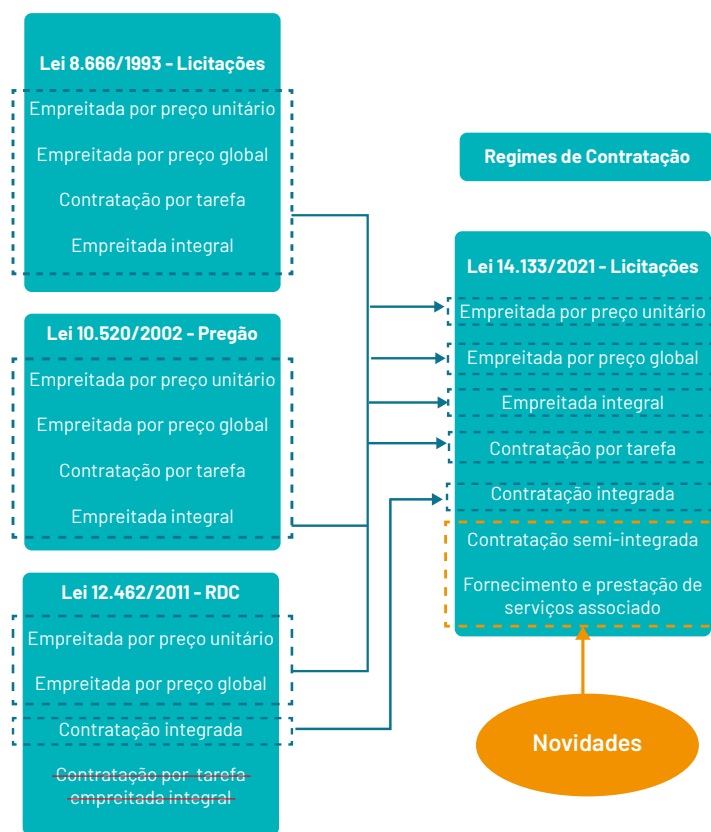 Lei 8.666/1993 - Licitações
Empreitada por preço unitário
Empreitada por preço global
Contratação por tarefa
Empreitada integral
Lei 10.520/2002 - Pregão
Empreitada por preço unitário
Empreitada por preço global
Contratação por tarefa
Empreitada integral
Lei 12.462/2011 - RDC
Empreitada por preço unitário
Empreitada por preço global
Contratação integrada
Contratação por tarefa
empreitada integral
Regimes de Contratação
Lei 14.133/2021 - Licitações
Empreitada por preço unitário
Empreitada por preço global
Empreitada integral
Contratação por tarefa
Contratação integrada
Contratação semi-integrada
Fornecimento e prestação de
serviços associado
Novidades